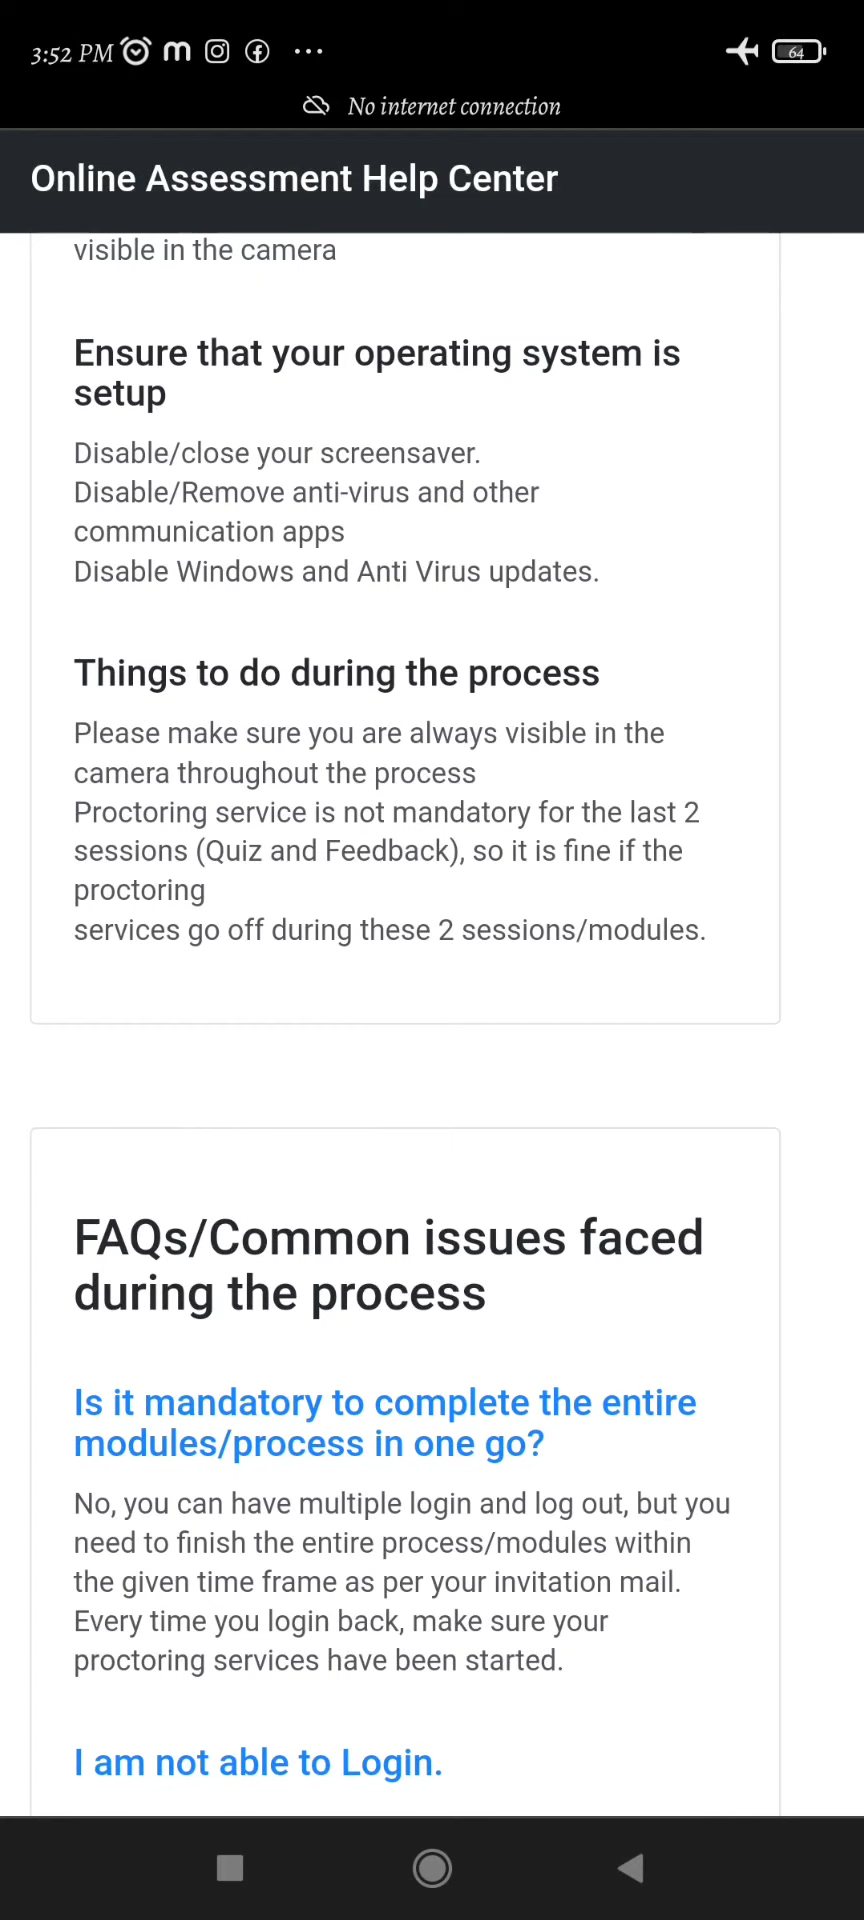 3:52 PM
64
No internet connection
Online Assessment Help Center
visible in the camera
Ensure that your operating system is
setup
Disable/close your screensaver.
Disable/Remove anti-virus and other
communication apps
Disable Windows and Anti Virus updates.
Things to do during the process
Please make sure you are always visible in the
camera throughout the process
Proctoring service is not mandatory for the last 2
sessions (Quiz and Feedback), so it is fine if the
proctoring
services go off during these 2 sessions/modules.
FAQs/Common issues faced
during the process
Is it mandatory to complete the entire
modules/process in one go?
No, you can have multiple login and log out, but you
need to finish the entire process/modules within
the given time frame as per your invitation mail.
Every time you login back, make sure your
proctoring services have been started.
I am not able to Login.